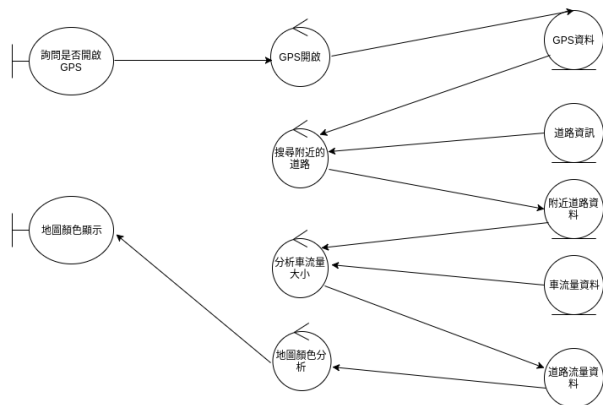 詢問是否開啟
GPS
GPS開啟
GPS資料
搜尋附近的
道路
道路資訊
附近道路資
料
地圖顏色顯示
分析車流量
大小
車流量資料
地圖顏色分
析
道路流量資
料